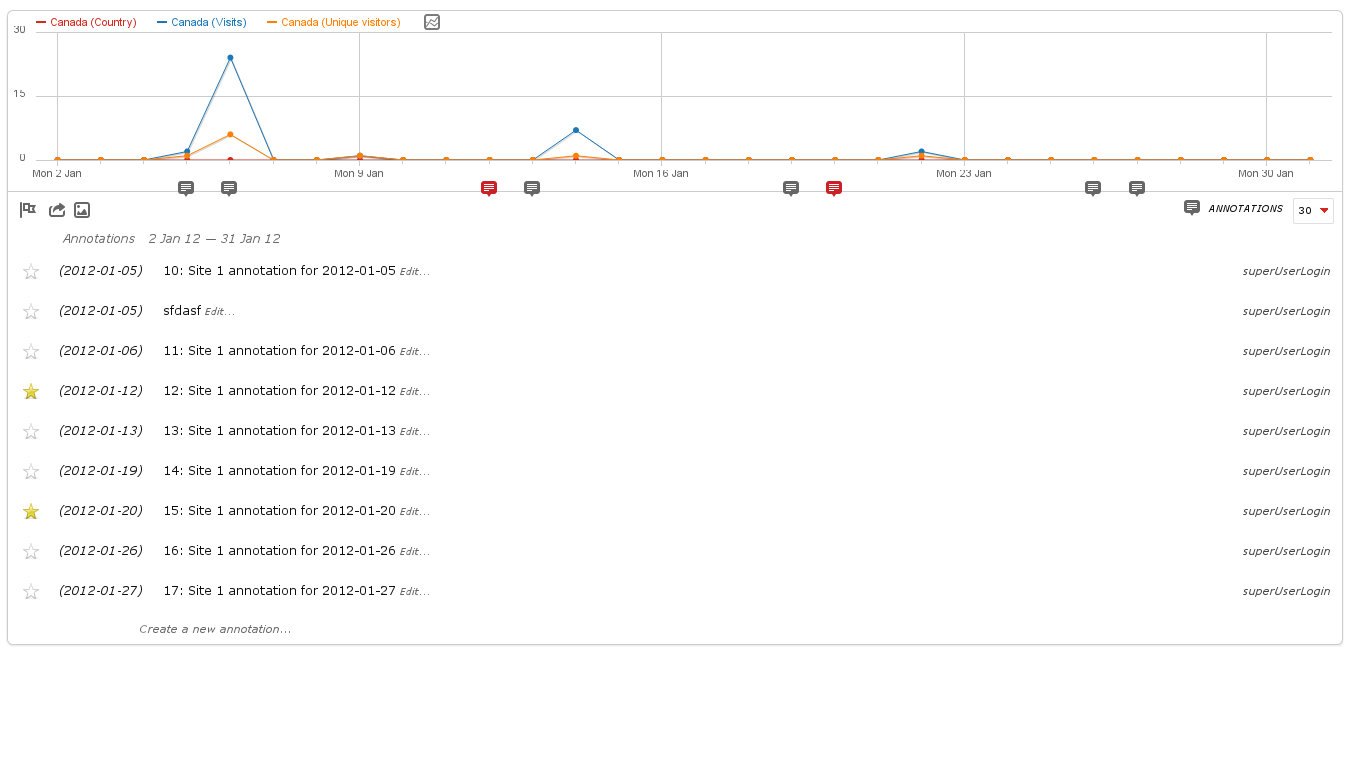 Canada (Country) Canada (Visits) Canada (Unique visitors)
30
15
0
Mon 2 Jan Mon 9 Jan Mon 16 Jan Mon 23 Jan Mon 30 Jan
ANNOTATIONS 30
Annotations 2 Jan 12 — 31 Jan 12
(2012-01-05) 10: Site 1 annotation for 2012-01-05 Edit... superUserLogin
(2012-01-05) sfdasf Edit... superUserLogin
(2012-01-06) 11: Site 1 annotation for 2012-01-06 Edit... superUserLogin
(2012-01-12) 12: Site 1 annotation for 2012-01-12 Edit... superUserLogin
(2012-01-13) 13: Site 1 annotation for 2012-01-13 Edit... superUserLogin
(2012-01-19) 14: Site 1 annotation for 2012-01-19 Edit... superUserLogin
(2012-01-20) 15: Site 1 annotation for 2012-01-20 Edit... superUserLogin
(2012-01-26) 16: Site 1 annotation for 2012-01-26 Edit... superUserLogin
(2012-01-27) 17: Site 1 annotation for 2012-01-27 Edit... superUserLogin
Create a new annotation...